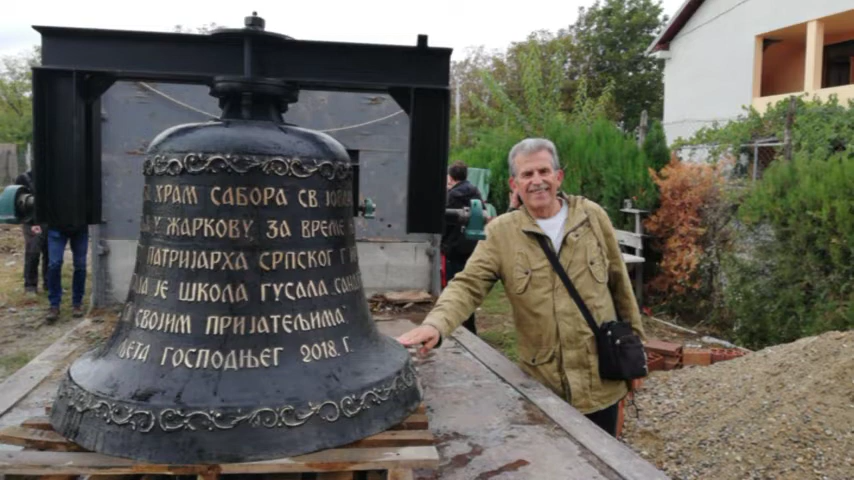 ХРАМ САБОРА СВ.
У ЖАРКОВУ, ЗА ВРЕМЕ
ПАТРИЈАРХА СРПСКОГ Г
ЈЕ ШКОЛА ГУСАЛА
СВОЈИМ ПРИЈАТЕЉИМА.
ЛЕТА ГОСПОДЊЕГ 2018. Г.